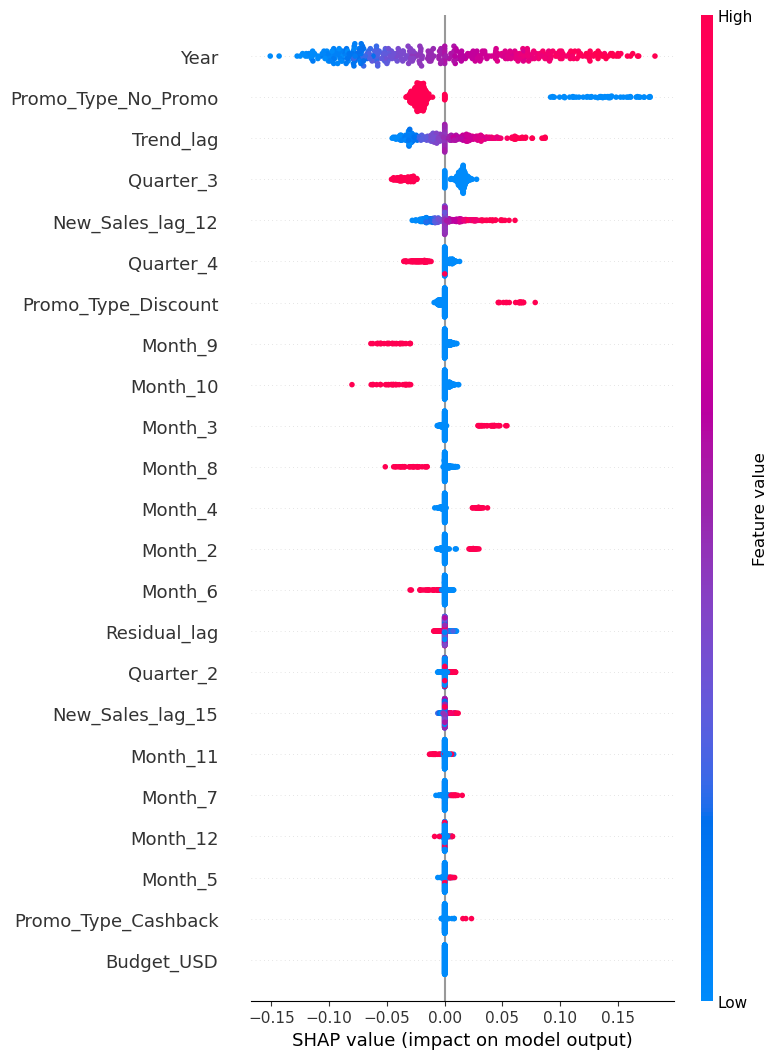 High
Year
Promo_Type_No_Promo
Trend_lag
Quarter_3
New_Sales_lag_12
Quarter_4
Promo_Type_Discount
Month_9
Month_10
Month_3
Month_8
Month_4
Month_2
Month_6
Residual_lag
Quarter_2
New_Sales_lag_15
Month_11
Month_7
Month_12
Month_5
Promo_Type_Cashback
Budget_USD
Feature value
Low
−0.15 −0.10 −0.05 0.00 0.05 0.10 0.15
SHAP value (impact on model output)